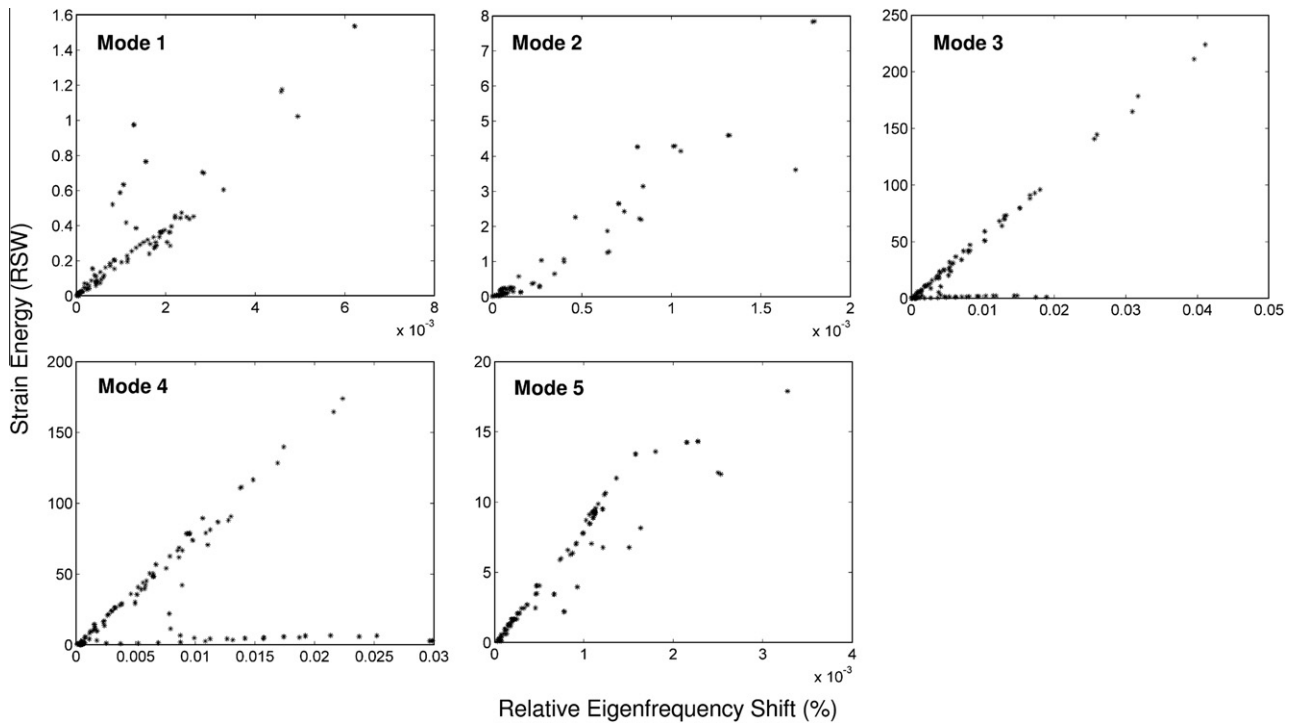 Strain Energy (RSW)
Mode 1
1.6
1.4
1.2
1
0.8
0.6
0.4
0.2
0
0 2 4 6 8
x 10⁻³
Mode 2
8
7
6
5
4
3
2
1
0
0 0.5 1 1.5 2
x 10⁻³
Mode 3
250
200
150
100
50
0
0 0.01 0.02 0.03 0.04 0.05
Mode 4
200
150
100
50
0
0 0.005 0.01 0.015 0.02 0.025 0.03
Mode 5
20
15
10
5
0
0 1 2 3 4
x 10⁻³
Relative Eigenfrequency Shift (%)